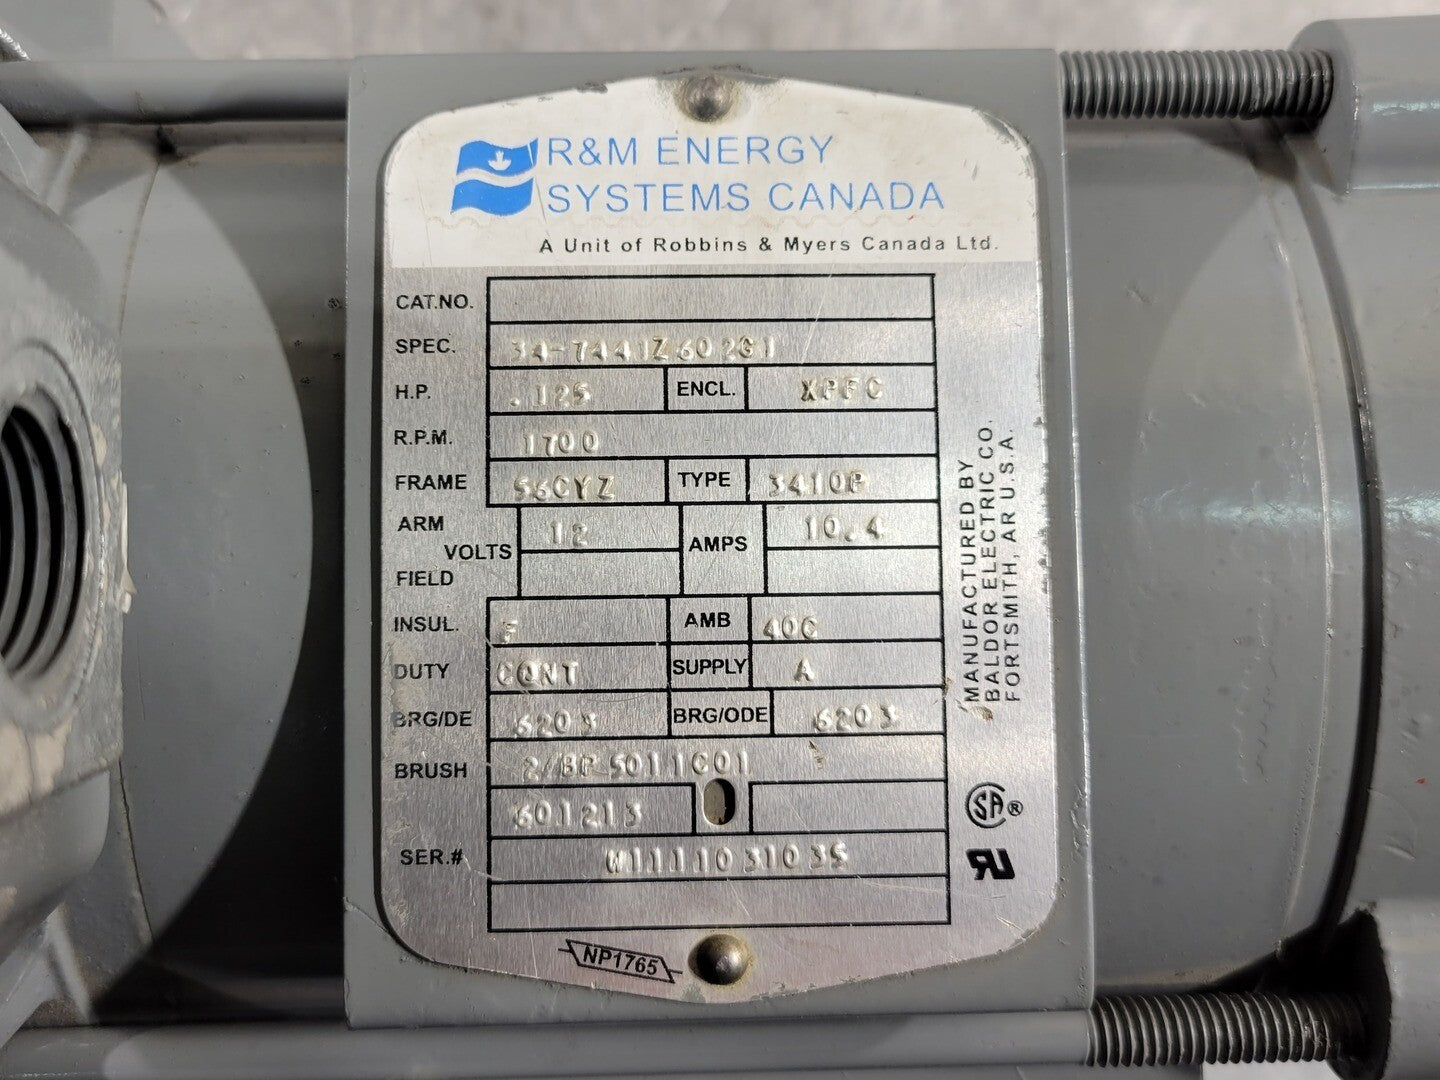 R&M ENERGY
SYSTEMS CANADA
A Unit of Robbins & Myers Canada Ltd.
CAT.NO.
SPEC. 34-7441Z602G1
H.P. .125 ENCL. XPFC
R.P.M. 1700
FRAME 56CYZ TYPE 3410P
ARM 12 10.4
VOLTS AMPS
FIELD
INSUL. F AMB 40C
DUTY CONT SUPPLY A
BRG/DE 6203 BRG/ODE 6203
BRUSH 2/BP5011C01
601213
SER.# W1111031035
NP1765
MANUFACTURED BY
BALDOR ELECTRIC CO.
FORTSMITH, AR U.S.A.
SA ®
RU